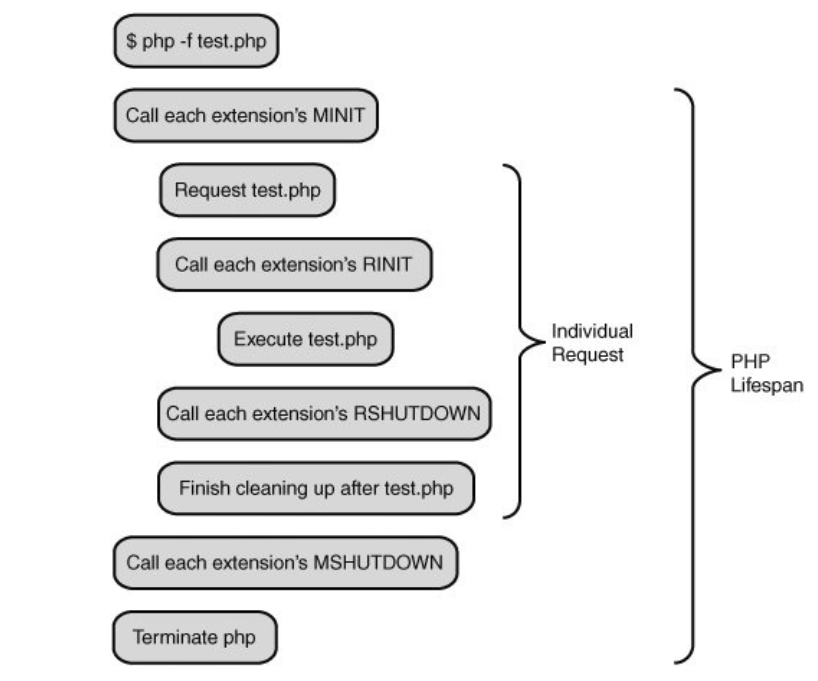 $ php -f test.php
Call each extension's MINIT
Request test.php
Call each extension's RINIT
Execute test.php
Individual
Request
PHP
Lifespan
Call each extension's RSHUTDOWN
Finish cleaning up after test.php
Call each extension's MSHUTDOWN
Terminate php